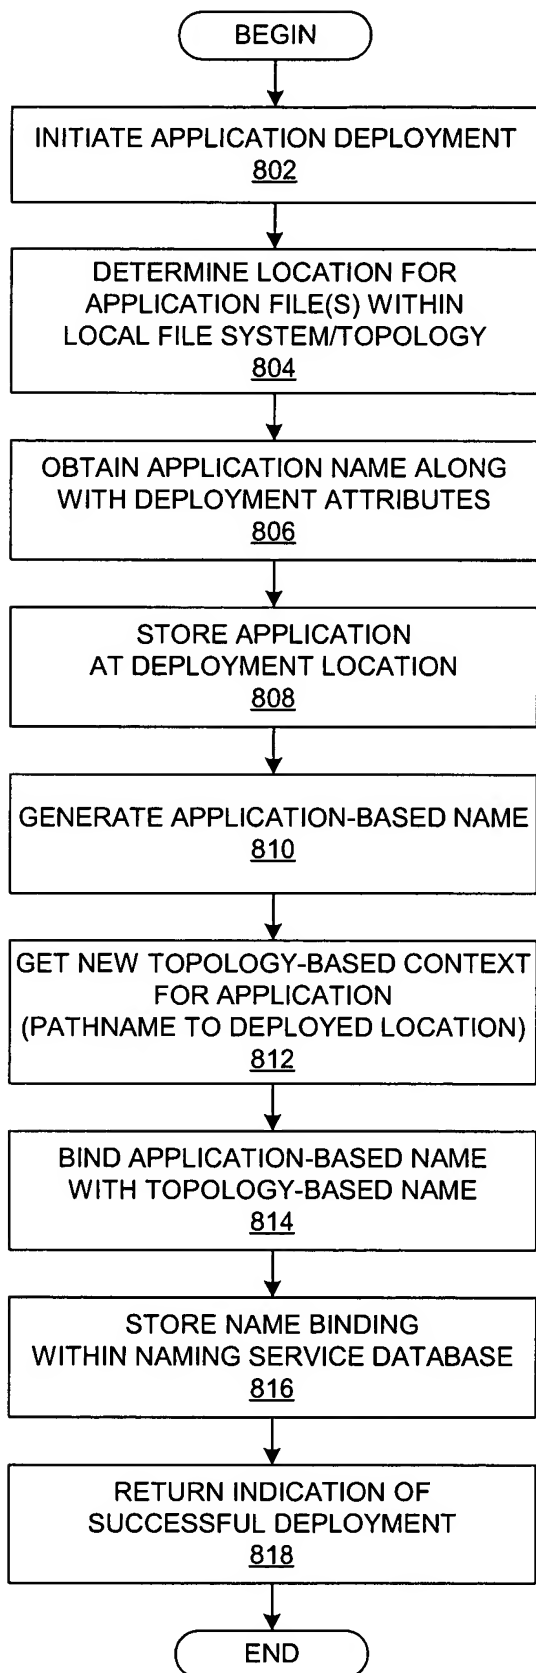 BEGIN
INITIATE APPLICATION DEPLOYMENT
802
DETERMINE LOCATION FOR
APPLICATION FILE(S) WITHIN
LOCAL FILE SYSTEM/TOPOLOGY
804
OBTAIN APPLICATION NAME ALONG
WITH DEPLOYMENT ATTRIBUTES
806
STORE APPLICATION
AT DEPLOYMENT LOCATION
808
GENERATE APPLICATION-BASED NAME
810
GET NEW TOPOLOGY-BASED CONTEXT
FOR APPLICATION
(PATHNAME TO DEPLOYED LOCATION)
812
BIND APPLICATION-BASED NAME
WITH TOPOLOGY-BASED NAME
814
STORE NAME BINDING
WITHIN NAMING SERVICE DATABASE
816
RETURN INDICATION OF
SUCCESSFUL DEPLOYMENT
818
END